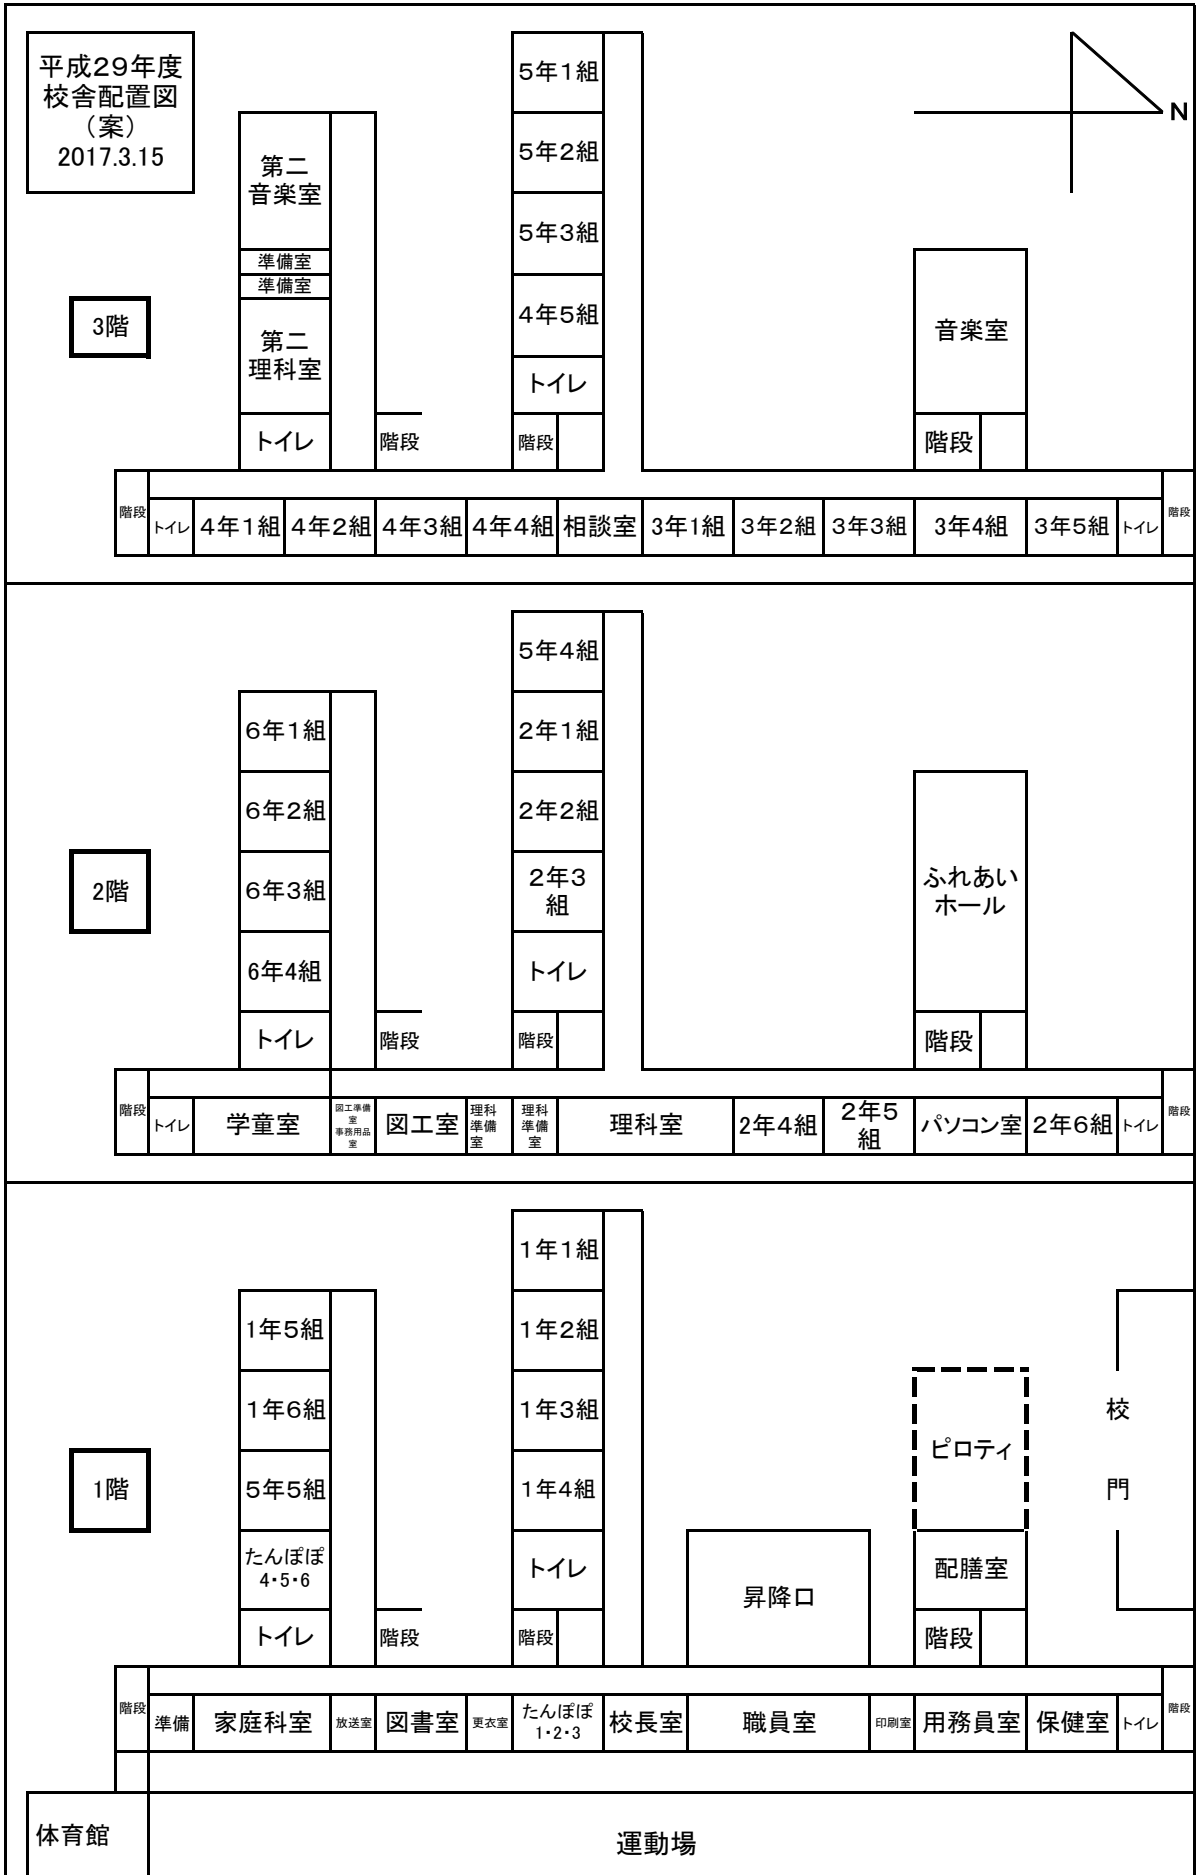 平成29年度
校舎配置図
（案）
2017.3.15
N
3階
5年1組
5年2組
第二
音楽室
5年3組
準備室
準備室
4年5組
音楽室
第二
理科室
トイレ
トイレ
階段
階段
階段
階段
トイレ
4年1組
4年2組
4年3組
4年4組
相談室
3年1組
3年2組
3年3組
3年4組
3年5組
トイレ
階段
2階
5年4組
6年1組
2年1組
6年2組
2年2組
6年3組
2年3
組
ふれあい
ホール
6年4組
トイレ
トイレ
階段
階段
階段
階段
トイレ
学童室
図工準備
室
事務用品
室
図工室
理科
準備
室
理科
準備
室
理科室
2年4組
2年5
組
パソコン室
2年6組
トイレ
階段
1階
1年1組
1年5組
1年2組
1年6組
1年3組
校
門
ピロティ
5年5組
1年4組
たんぽぽ
4・5・6
トイレ
昇降口
配膳室
トイレ
階段
階段
階段
階段
準備
家庭科室
放送室
図書室
更衣室
たんぽぽ
1・2・3
校長室
職員室
印刷室
用務員室
保健室
トイレ
階段
体育館
運動場